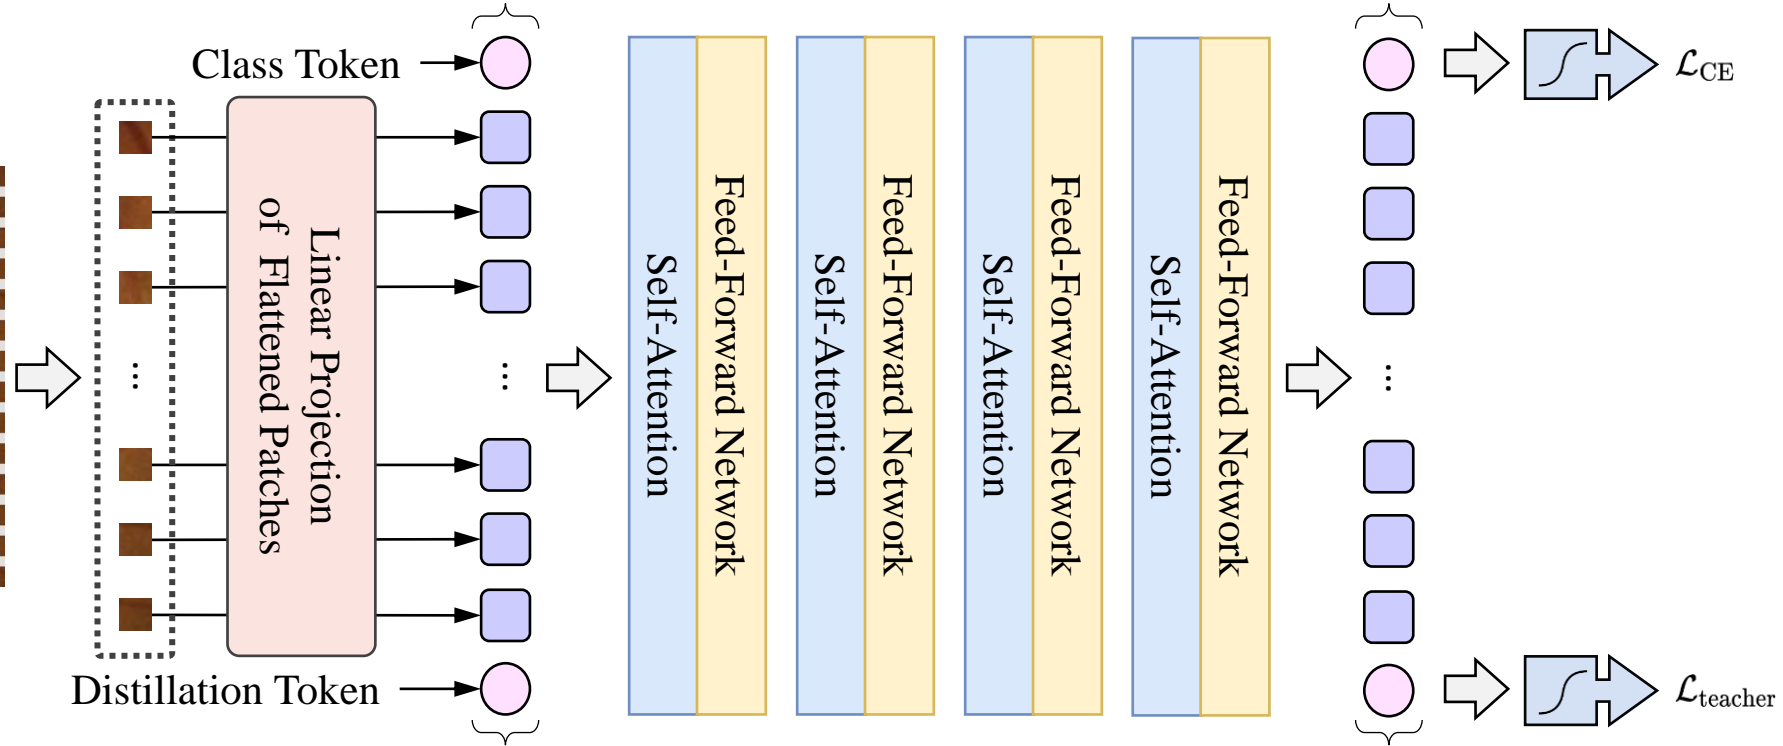 Class Token
Linear Projection
of Flattened Patches
...
Distillation Token
...
Self-Attention
Feed-Forward Network
Self-Attention
Feed-Forward Network
Self-Attention
Feed-Forward Network
Self-Attention
Feed-Forward Network
...
ℒCE
ℒteacher